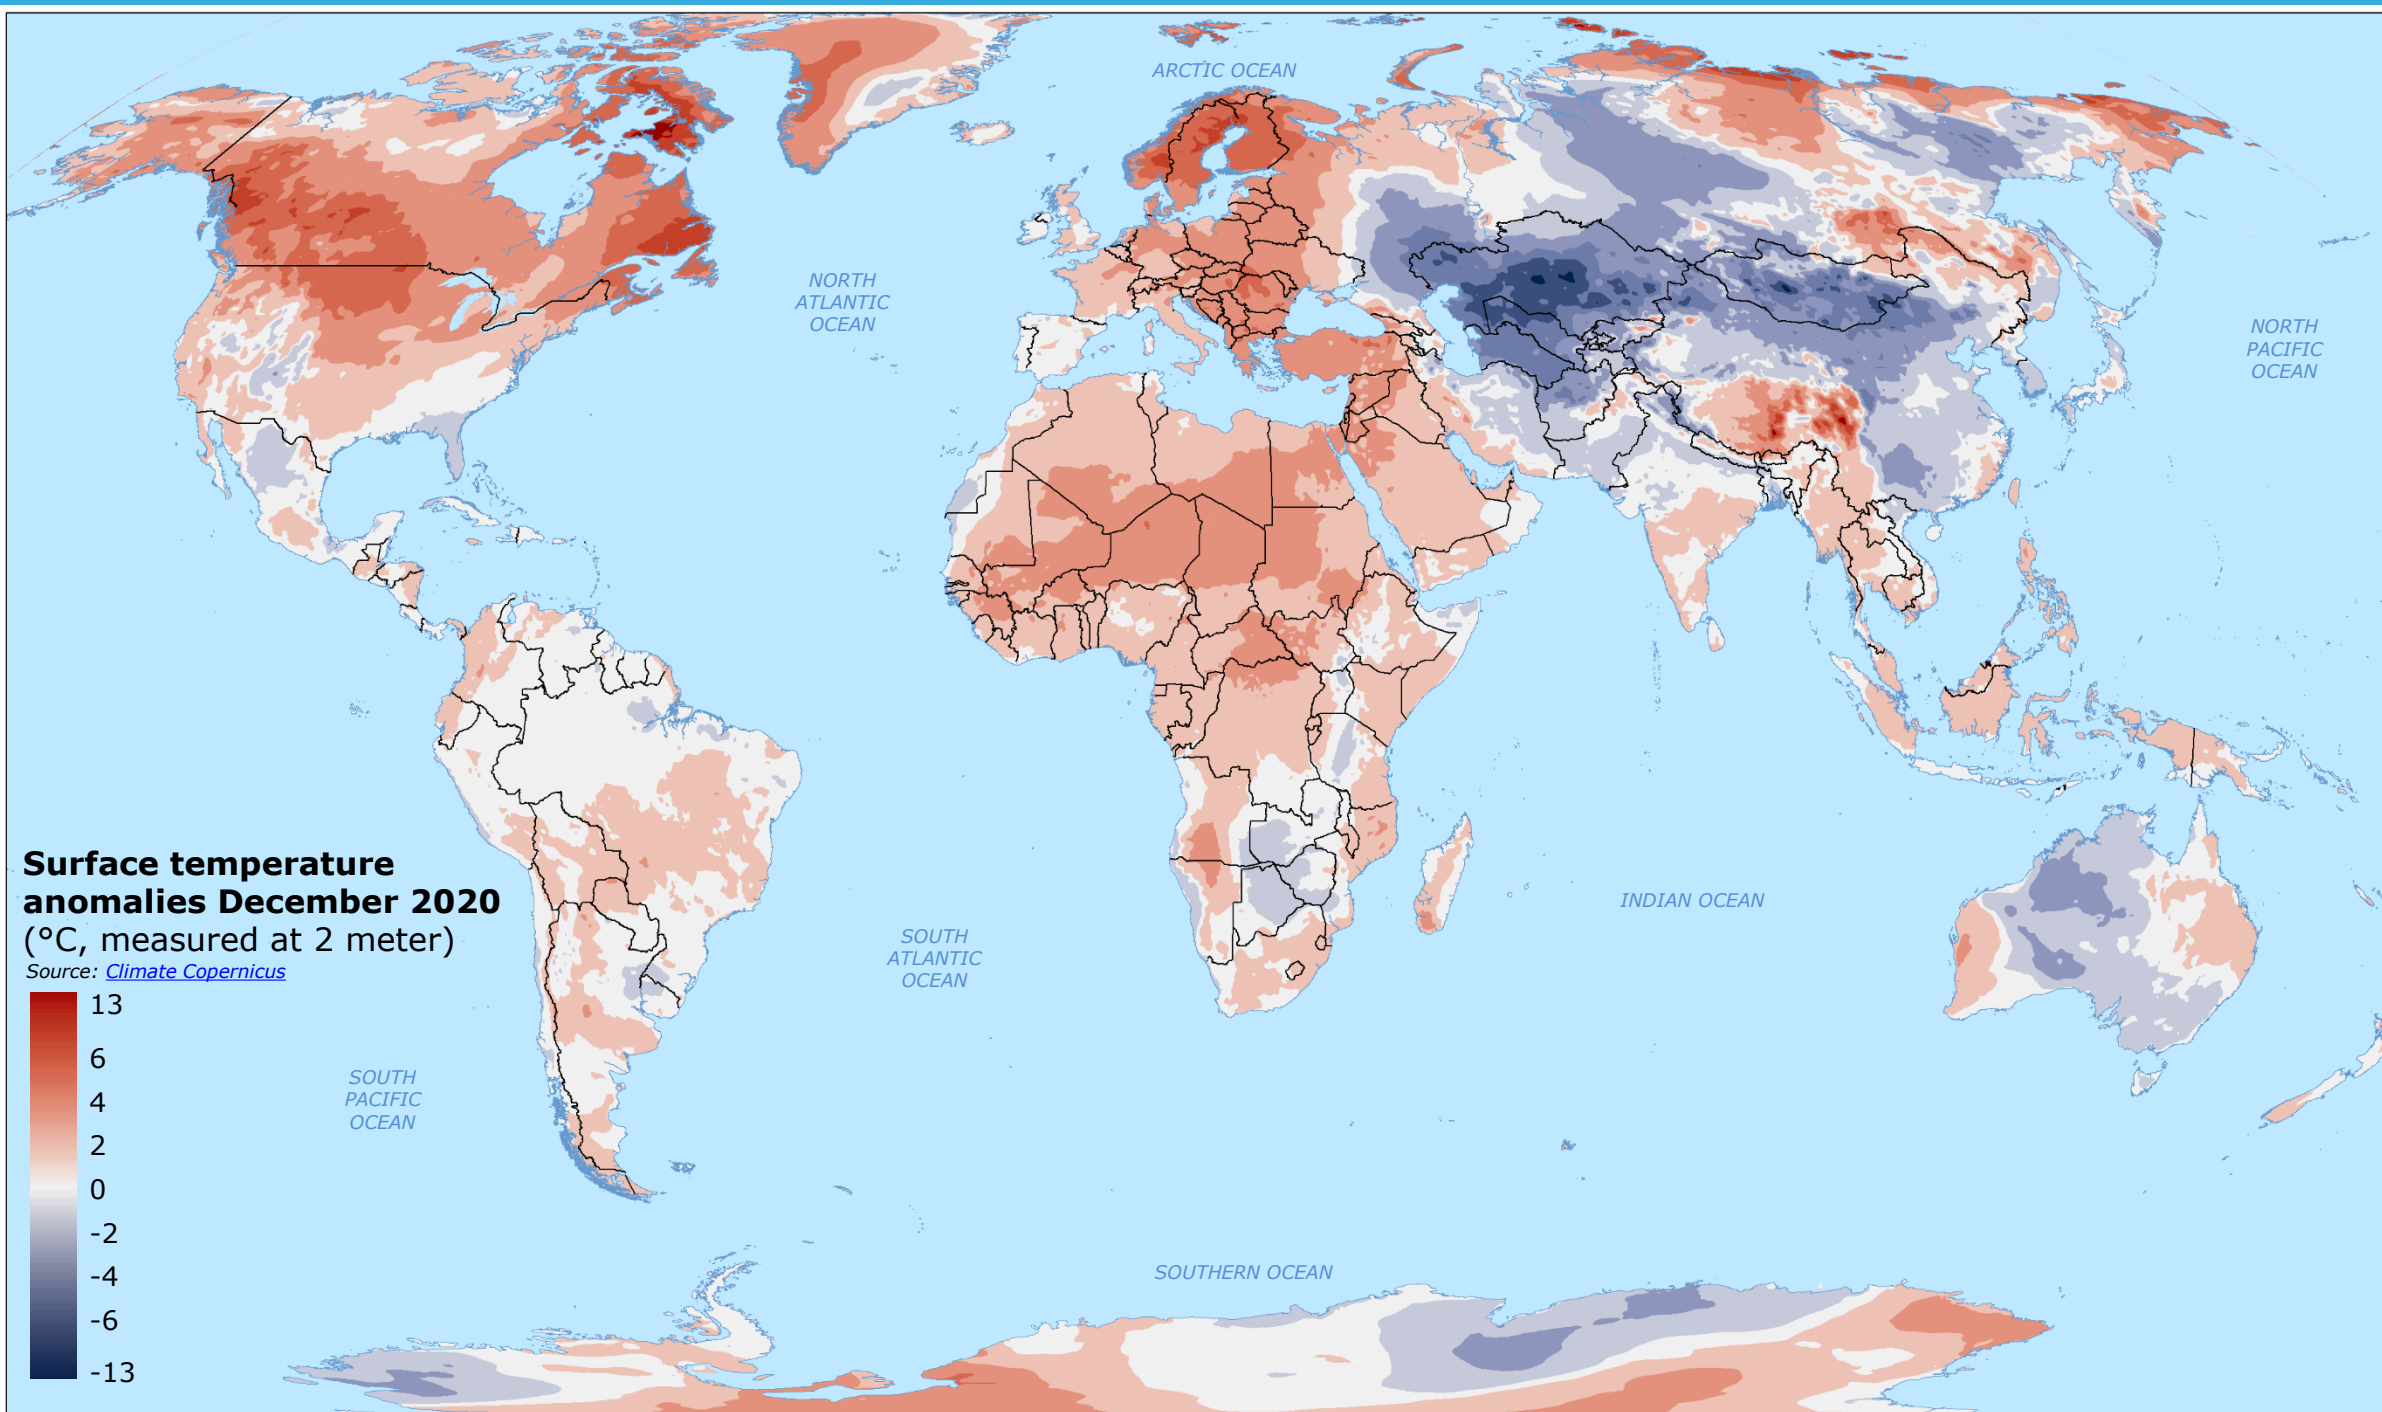 ARCTIC OCEAN
NORTH
ATLANTIC
OCEAN
NORTH
PACIFIC
OCEAN
Surface temperature
anomalies December 2020
(°C, measured at 2 meter)
Source: Climate Copernicus
13
6
4
2
0
-2
-4
-6
-13
INDIAN OCEAN
SOUTH
ATLANTIC
OCEAN
SOUTH
PACIFIC
OCEAN
SOUTHERN OCEAN